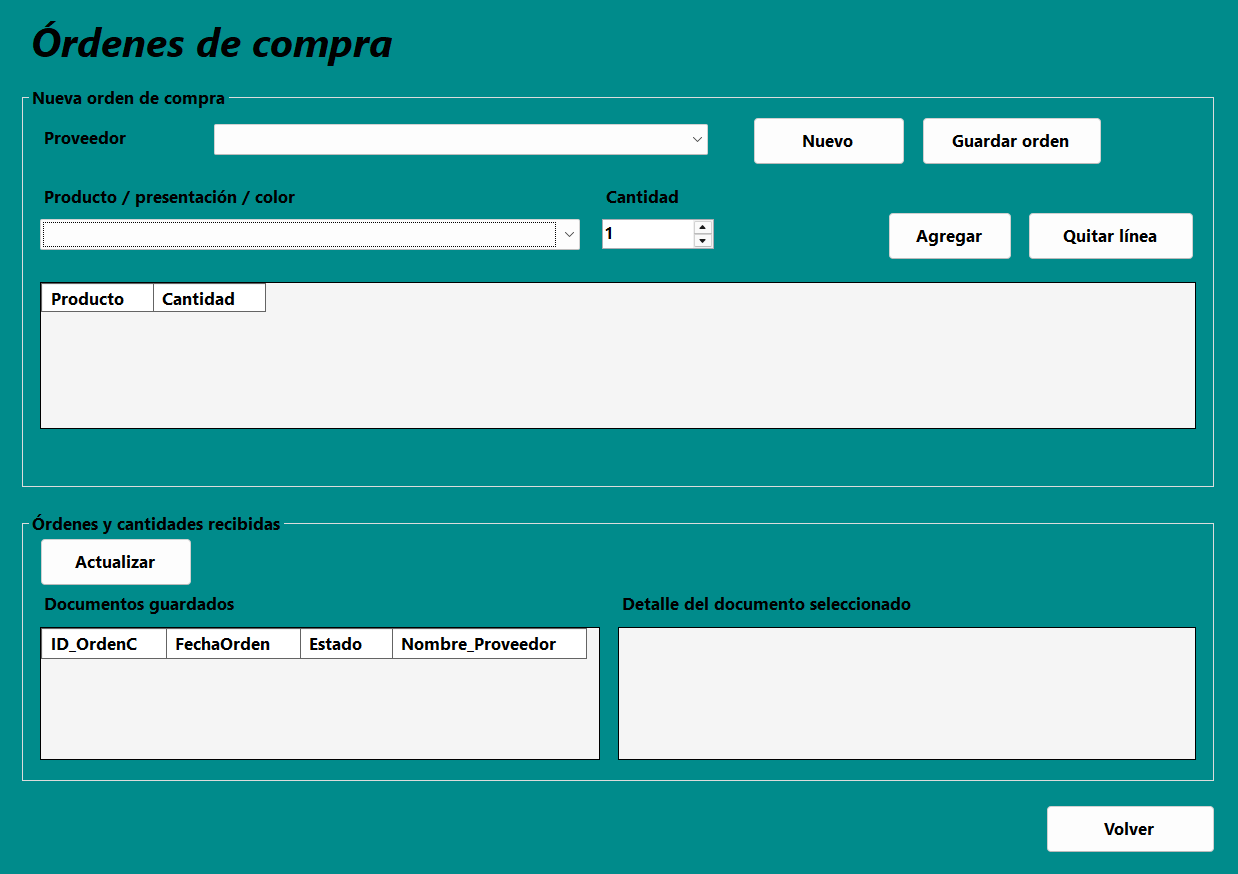 Órdenes de compra
Nueva orden de compra
Proveedor
Nuevo
Guardar orden
Producto / presentación / color
Cantidad
1
Agregar
Quitar línea
Producto
Cantidad
Órdenes y cantidades recibidas
Actualizar
Documentos guardados
Detalle del documento seleccionado
ID_OrdenC
FechaOrden
Estado
Nombre_Proveedor
Volver